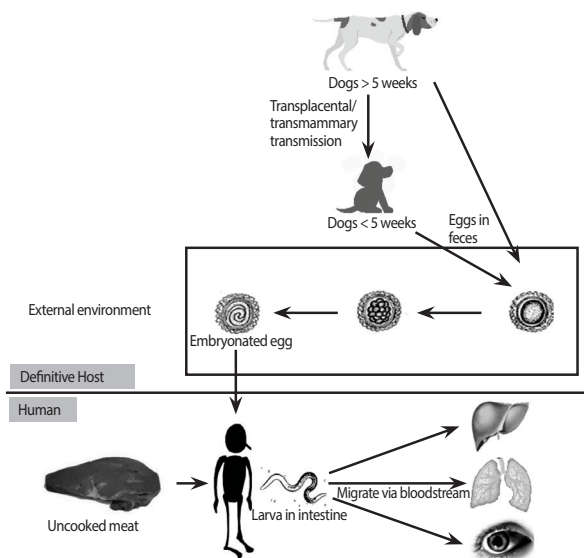 Dogs > 5 weeks
Transplacental/
transmammary
transmission
Dogs < 5 weeks
Eggs in
feces
External environment
Embryonated egg
Definitive Host
Human
Uncooked meat
Larva in intestine
Migrate via bloodstream